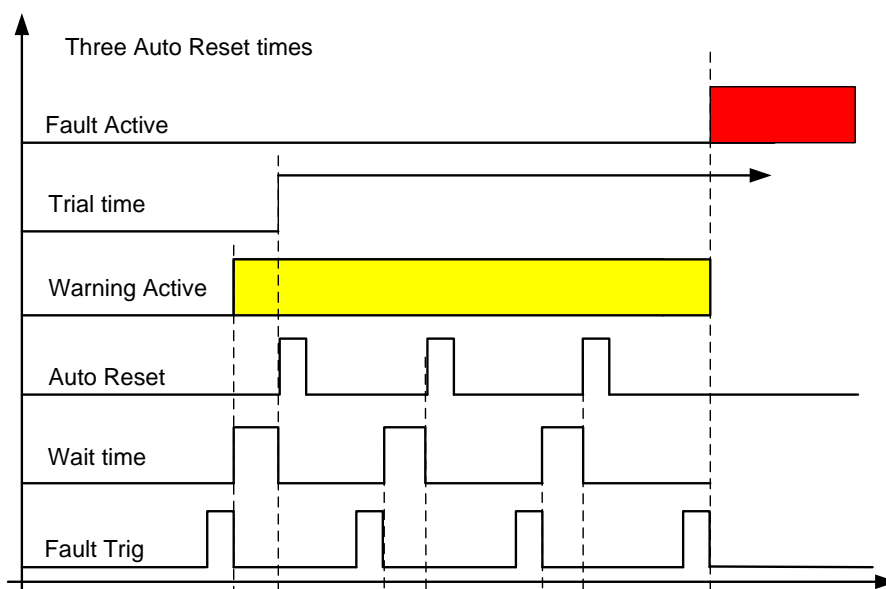 Three Auto Reset times
Fault Active
Trial time
Warning Active
Auto Reset
Wait time
Fault Trig